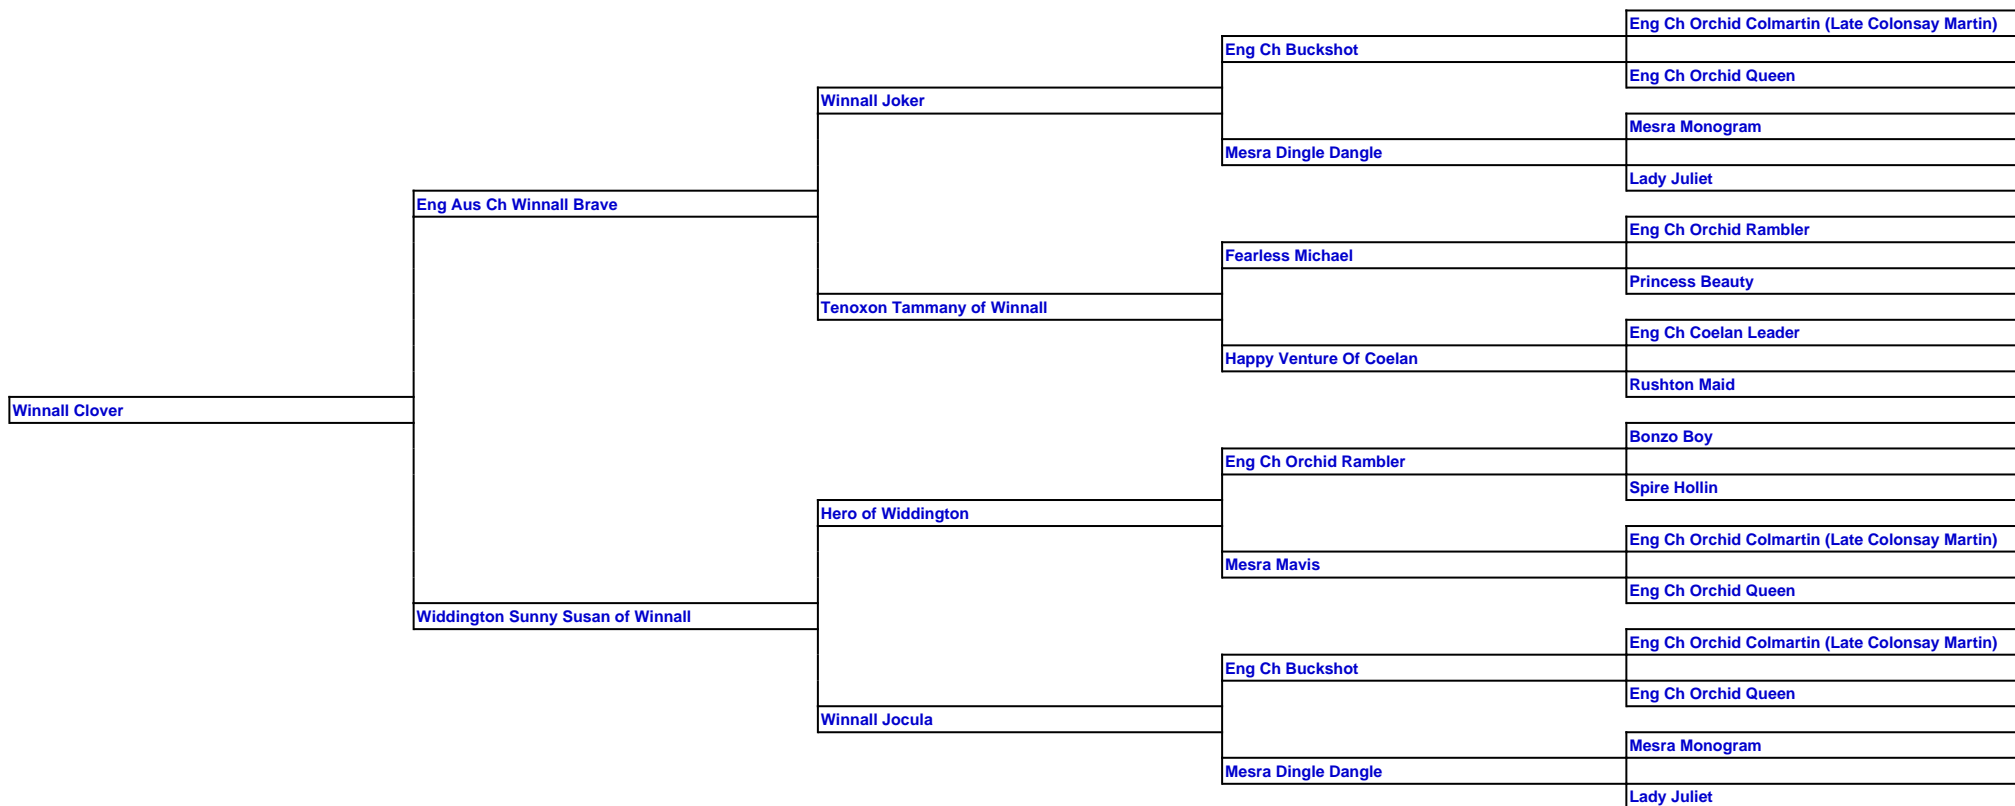 Eng Ch Orchid Colmartin (Late Colonsay Martin)
Eng Ch Buckshot
Eng Ch Orchid Queen
Winnall Joker
Mesra Monogram
Mesra Dingle Dangle
Lady Juliet
Eng Aus Ch Winnall Brave
Eng Ch Orchid Rambler
Fearless Michael
Princess Beauty
Tenoxon Tammany of Winnall
Eng Ch Coelan Leader
Happy Venture Of Coelan
Rushton Maid
Winnall Clover
Bonzo Boy
Eng Ch Orchid Rambler
Spire Hollin
Hero of Widdington
Eng Ch Orchid Colmartin (Late Colonsay Martin)
Mesra Mavis
Eng Ch Orchid Queen
Widdington Sunny Susan of Winnall
Eng Ch Orchid Colmartin (Late Colonsay Martin)
Eng Ch Buckshot
Eng Ch Orchid Queen
Winnall Jocula
Mesra Monogram
Mesra Dingle Dangle
Lady Juliet